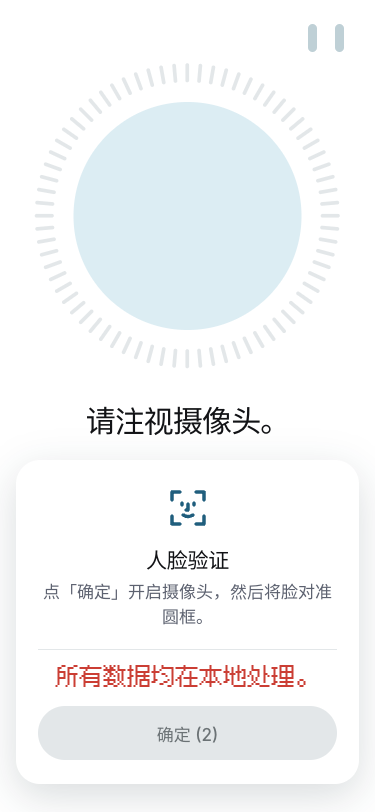 请注视摄像头。
人脸验证
点「确定」开启摄像头，然后将脸对准
圆框。
所有数据均在本地处理。
确定 (2)